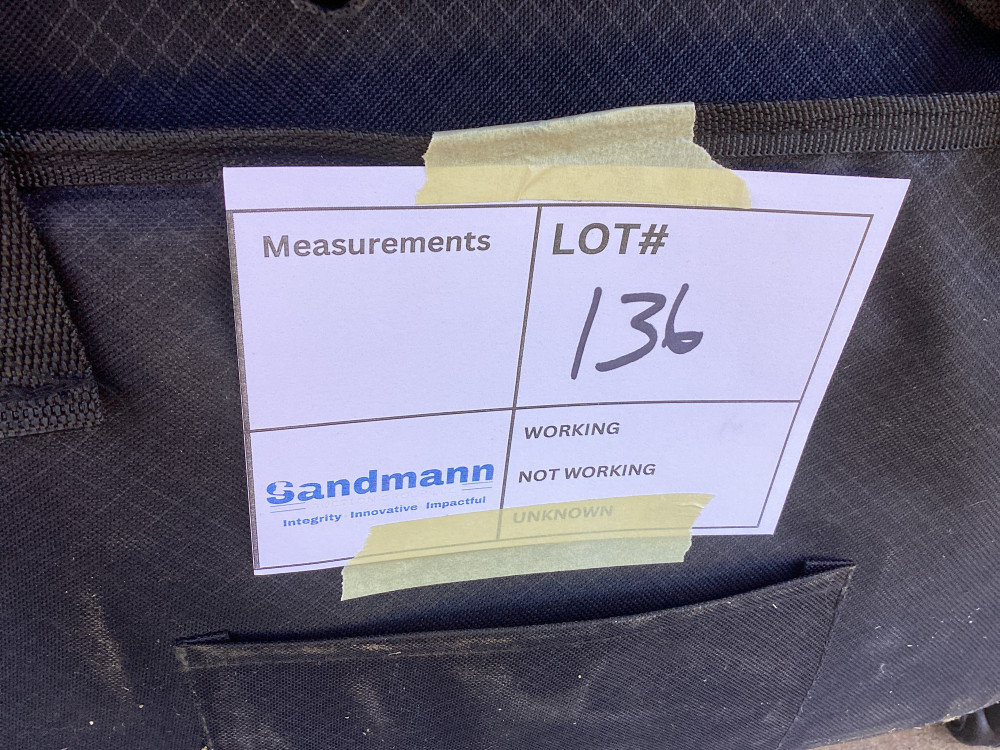 Measurements
LOT#
136
Sandmann
Integrity Innovative Impactful
WORKING
NOT WORKING
UNKNOWN